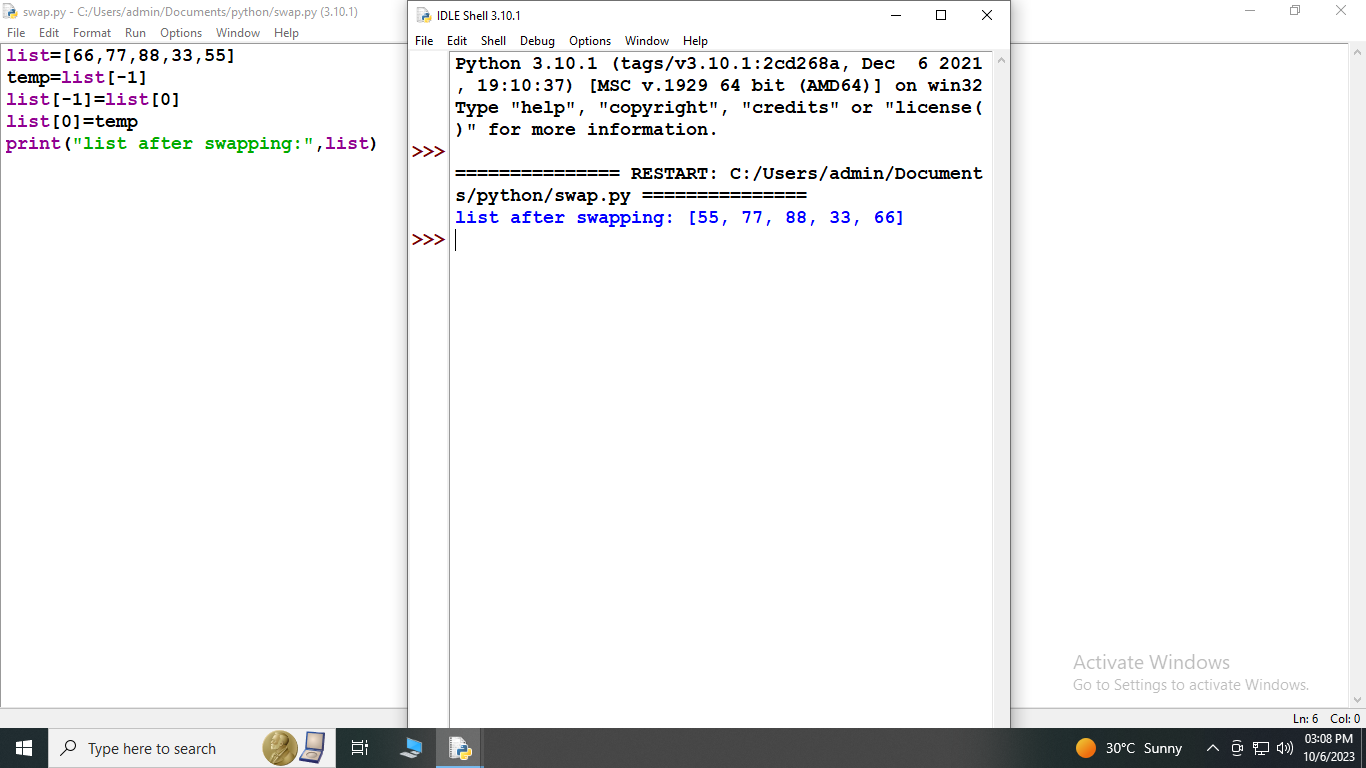 swap.py - C:/Users/admin/Documents/python/swap.py (3.10.1)
File Edit Format Run Options Window Help
list=[66,77,88,33,55]
temp=list[-1]
list[-1]=list[0]
list[0]=temp
print("list after swapping:",list)
IDLE Shell 3.10.1
File Edit Shell Debug Options Window Help
Python 3.10.1 (tags/v3.10.1:2cd268a, Dec  6 2021
, 19:10:37) [MSC v.1929 64 bit (AMD64)] on win32
Type "help", "copyright", "credits" or "license(
)" for more information.
>>>
=============== RESTART: C:/Users/admin/Document
s/python/swap.py ===============
list after swapping: [55, 77, 88, 33, 66]
>>>
Activate Windows
Go to Settings to activate Windows.
Ln: 6 Col: 0
Type here to search
30°C Sunny
03:08 PM
10/6/2023